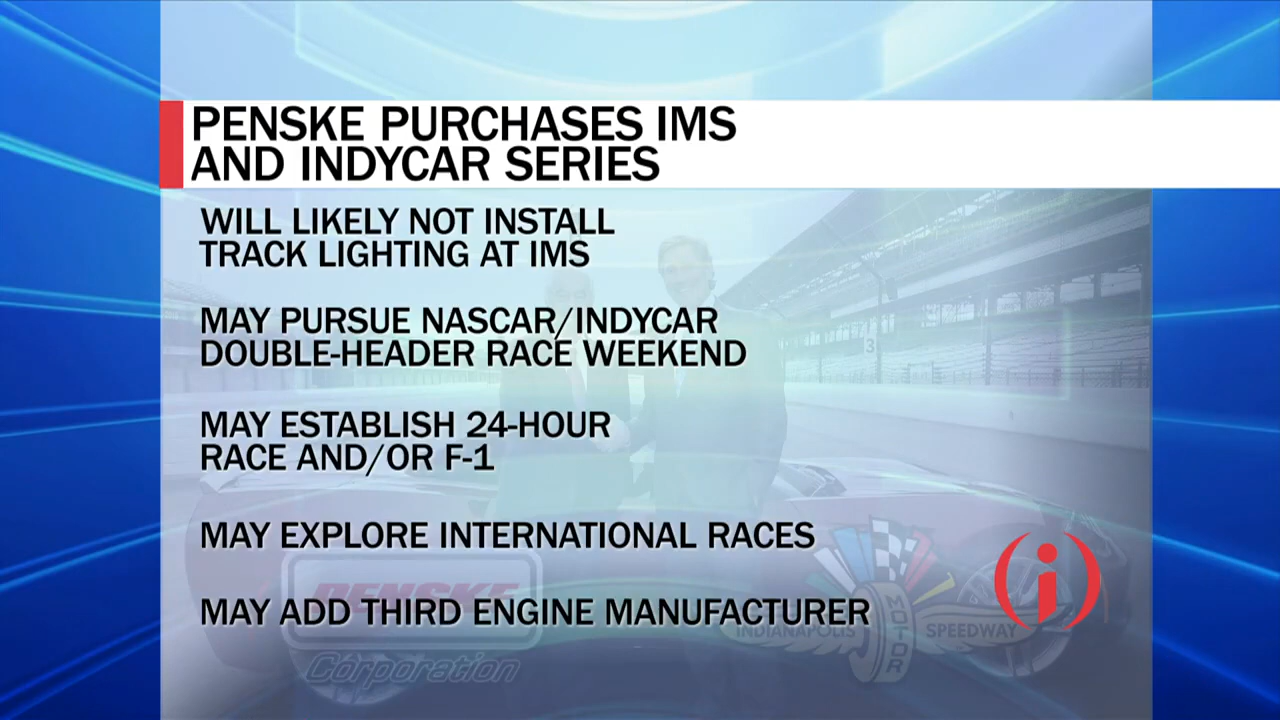 PENSKE PURCHASES IMS
AND INDYCAR SERIES
WILL LIKELY NOT INSTALL
TRACK LIGHTING AT IMS
MAY PURSUE NASCAR/INDYCAR
DOUBLE-HEADER RACE WEEKEND
3
MAY ESTABLISH 24-HOUR
RACE AND/OR F-1
MAY EXPLORE INTERNATIONAL RACES
i
PENSKE
MAY ADD THIRD ENGINE MANUFACTURER
INDIANAPOLIS MOTOR SPEEDWAY
Corporation